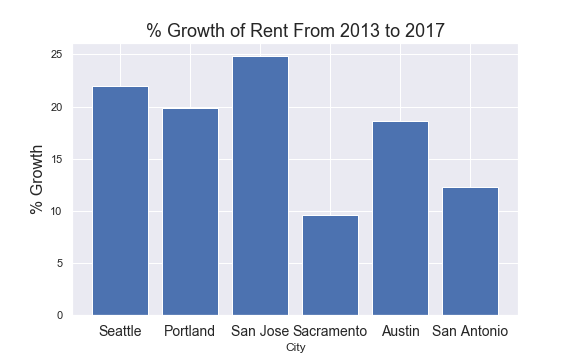 % Growth of Rent From 2013 to 2017
% Growth
25
20
15
10
5
0
Seattle Portland San Jose Sacramento Austin San Antonio
City